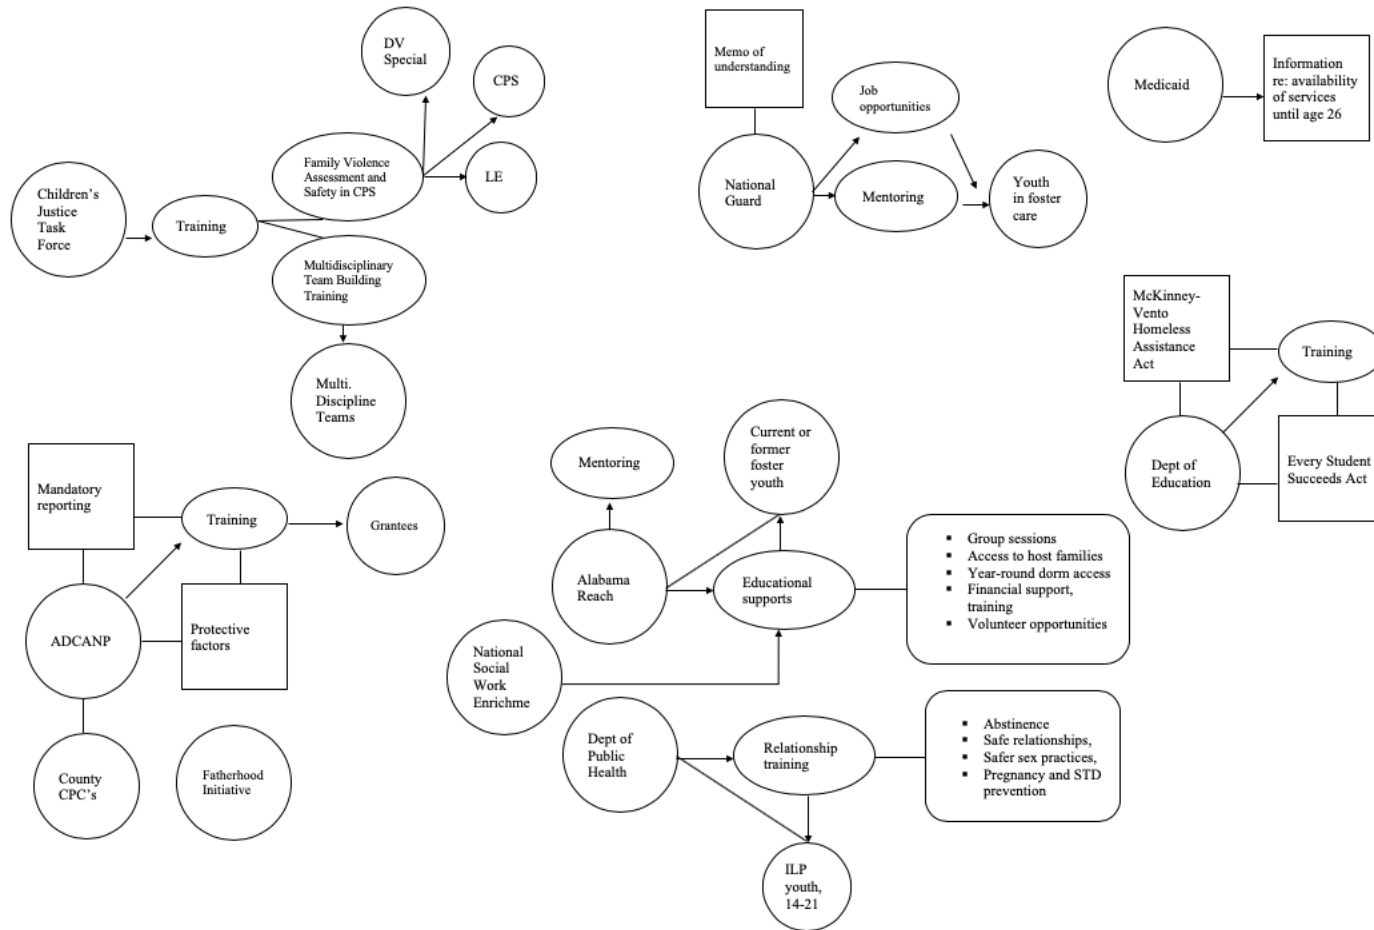 DV
Special
CPS
LE
Family Violence
Assessment and
Safety in CPS
Children's
Justice
Task
Force
Training
Multidisciplinary
Team Building
Training
Multi.
Discipline
Teams
Memo of
understanding
Job
opportunities
National
Guard
Mentoring
Youth
in foster
care
Medicaid
Information
re: availability
of services
until age 26
McKinney-
Vento
Homeless
Assistance
Act
Training
Dept of
Education
Every Student
Succeeds Act
Mandatory
reporting
Training
Grantees
ADCANP
Protective
factors
County
CPC's
Fatherhood
Initiative
Mentoring
Current or
former
foster
youth
Alabama
Reach
Educational
supports
▪ Group sessions
▪ Access to host families
▪ Year-round dorm access
▪ Financial support,
training
▪ Volunteer opportunities
National
Social
Work
Enrichme
Dept of
Public
Health
Relationship
training
▪ Abstinence
▪ Safe relationships,
▪ Safer sex practices,
▪ Pregnancy and STD
prevention
ILP
youth,
14-21